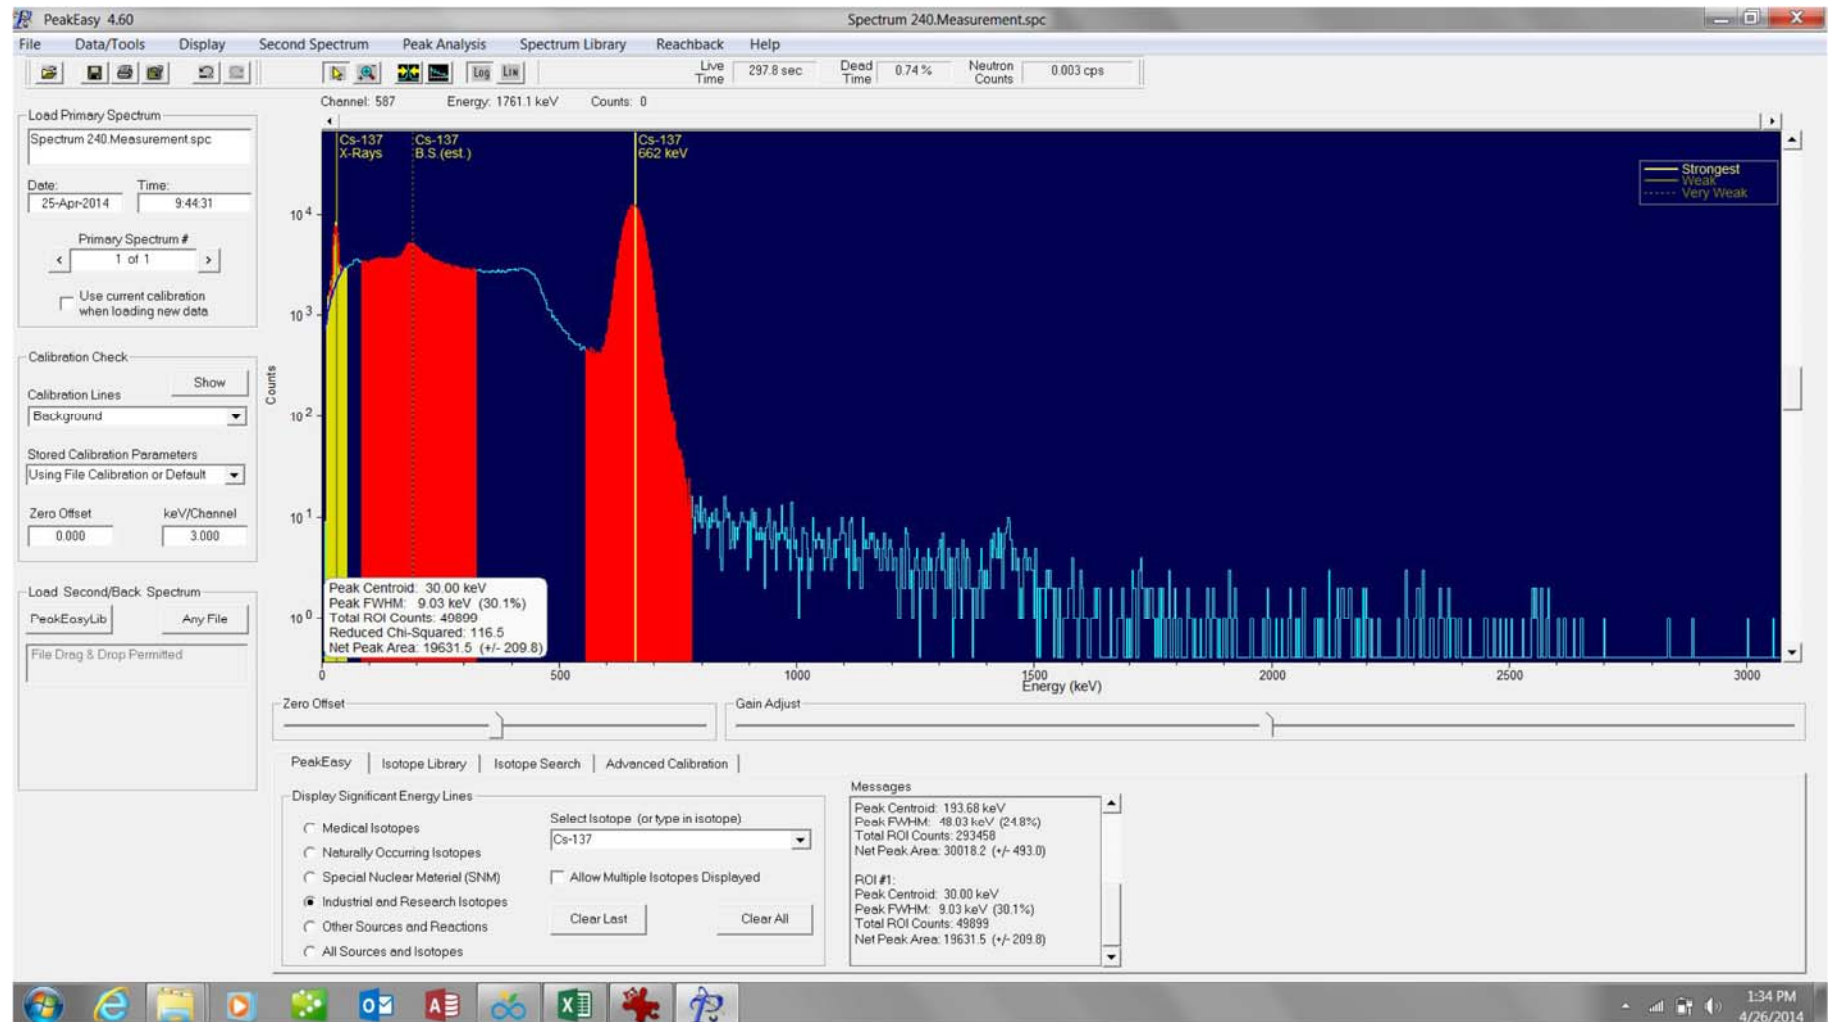 PeakEasy 4.60
Spectrum 240.Measurement.spc
File Data/Tools Display Second Spectrum Peak Analysis Spectrum Library Reachback Help
Log Lin
Live Time 297.8 sec
Dead Time 0.74 %
Neutron Counts 0.003 cps
Channel: 587 Energy: 1761.1 keV Counts: 0
Load Primary Spectrum
Spectrum 240.Measurement.spc
Date: Time:
25-Apr-2014 9:44:31
Primary Spectrum #
< 1 of 1 >
Use current calibration
when loading new data
Calibration Check
Show
Calibration Lines
Background
Stored Calibration Parameters
Using File Calibration or Default
Zero Offset keV/Channel
0.000 3.000
Load Second/Back Spectrum
PeakEasyLib Any File
File Drag & Drop Permitted
Cs-137
X-Rays
Cs-137
B.S.(est.)
Cs-137
662 keV
Strongest
Weak
Very Weak
10 4
10 3
10 2
10 1
10 0
Counts
Peak Centroid: 30.00 keV
Peak FWHM: 9.03 keV (30.1%)
Total ROI Counts: 49899
Reduced Chi-Squared: 116.5
Net Peak Area: 19631.5 (+/- 209.8)
0 500 1000 1500 2000 2500 3000
Energy (keV)
Zero Offset
Gain Adjust
PeakEasy Isotope Library Isotope Search Advanced Calibration
Display Significant Energy Lines
Medical Isotopes
Naturally Occurring Isotopes
Special Nuclear Material (SNM)
Industrial and Research Isotopes
Other Sources and Reactions
All Sources and Isotopes
Select Isotope (or type in isotope)
Cs-137
Allow Multiple Isotopes Displayed
Clear Last Clear All
Messages
Peak Centroid: 193.68 keV
Peak FWHM: 48.03 keV (24.8%)
Total ROI Counts: 293458
Net Peak Area: 30018.2 (+/- 493.0)
ROI #1:
Peak Centroid: 30.00 keV
Peak FWHM: 9.03 keV (30.1%)
Total ROI Counts: 49899
Net Peak Area: 19631.5 (+/- 209.8)
1:34 PM
4/26/2014